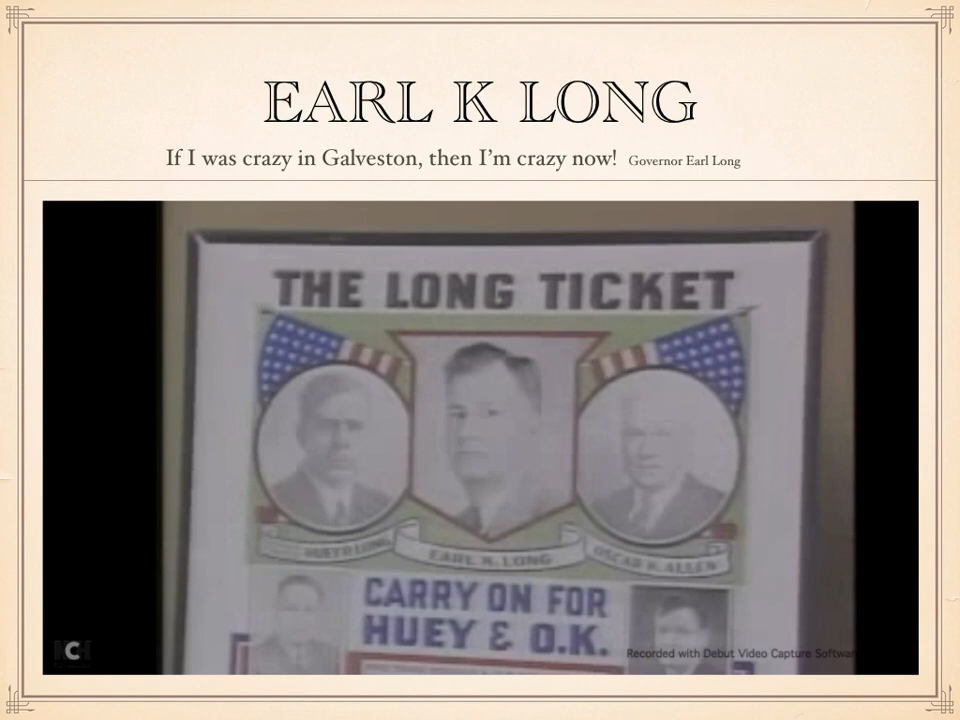 EARL K LONG
If I was crazy in Galveston, then I’m crazy now! Governor Earl Long
THE LONG TICKET
HUEY P. LONG
EARL K. LONG
OSCAR K. ALLEN
CARRY ON FOR
HUEY & O.K.
Recorded with Debut Video Capture Softwar